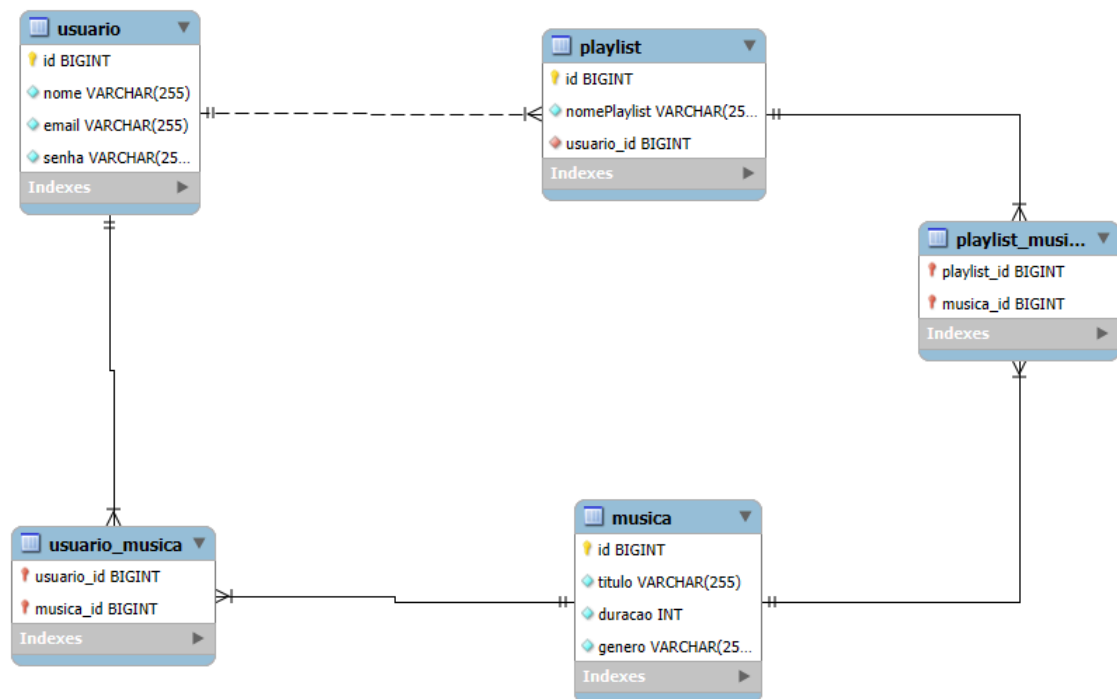 usuario
id BIGINT
nome VARCHAR(255)
email VARCHAR(255)
senha VARCHAR(25...
Indexes
playlist
id BIGINT
nomePlaylist VARCHAR(25...
usuario_id BIGINT
Indexes
playlist_musi...
playlist_id BIGINT
musica_id BIGINT
Indexes
usuario_musica
usuario_id BIGINT
musica_id BIGINT
Indexes
musica
id BIGINT
titulo VARCHAR(255)
duracao INT
genero VARCHAR(25...
Indexes